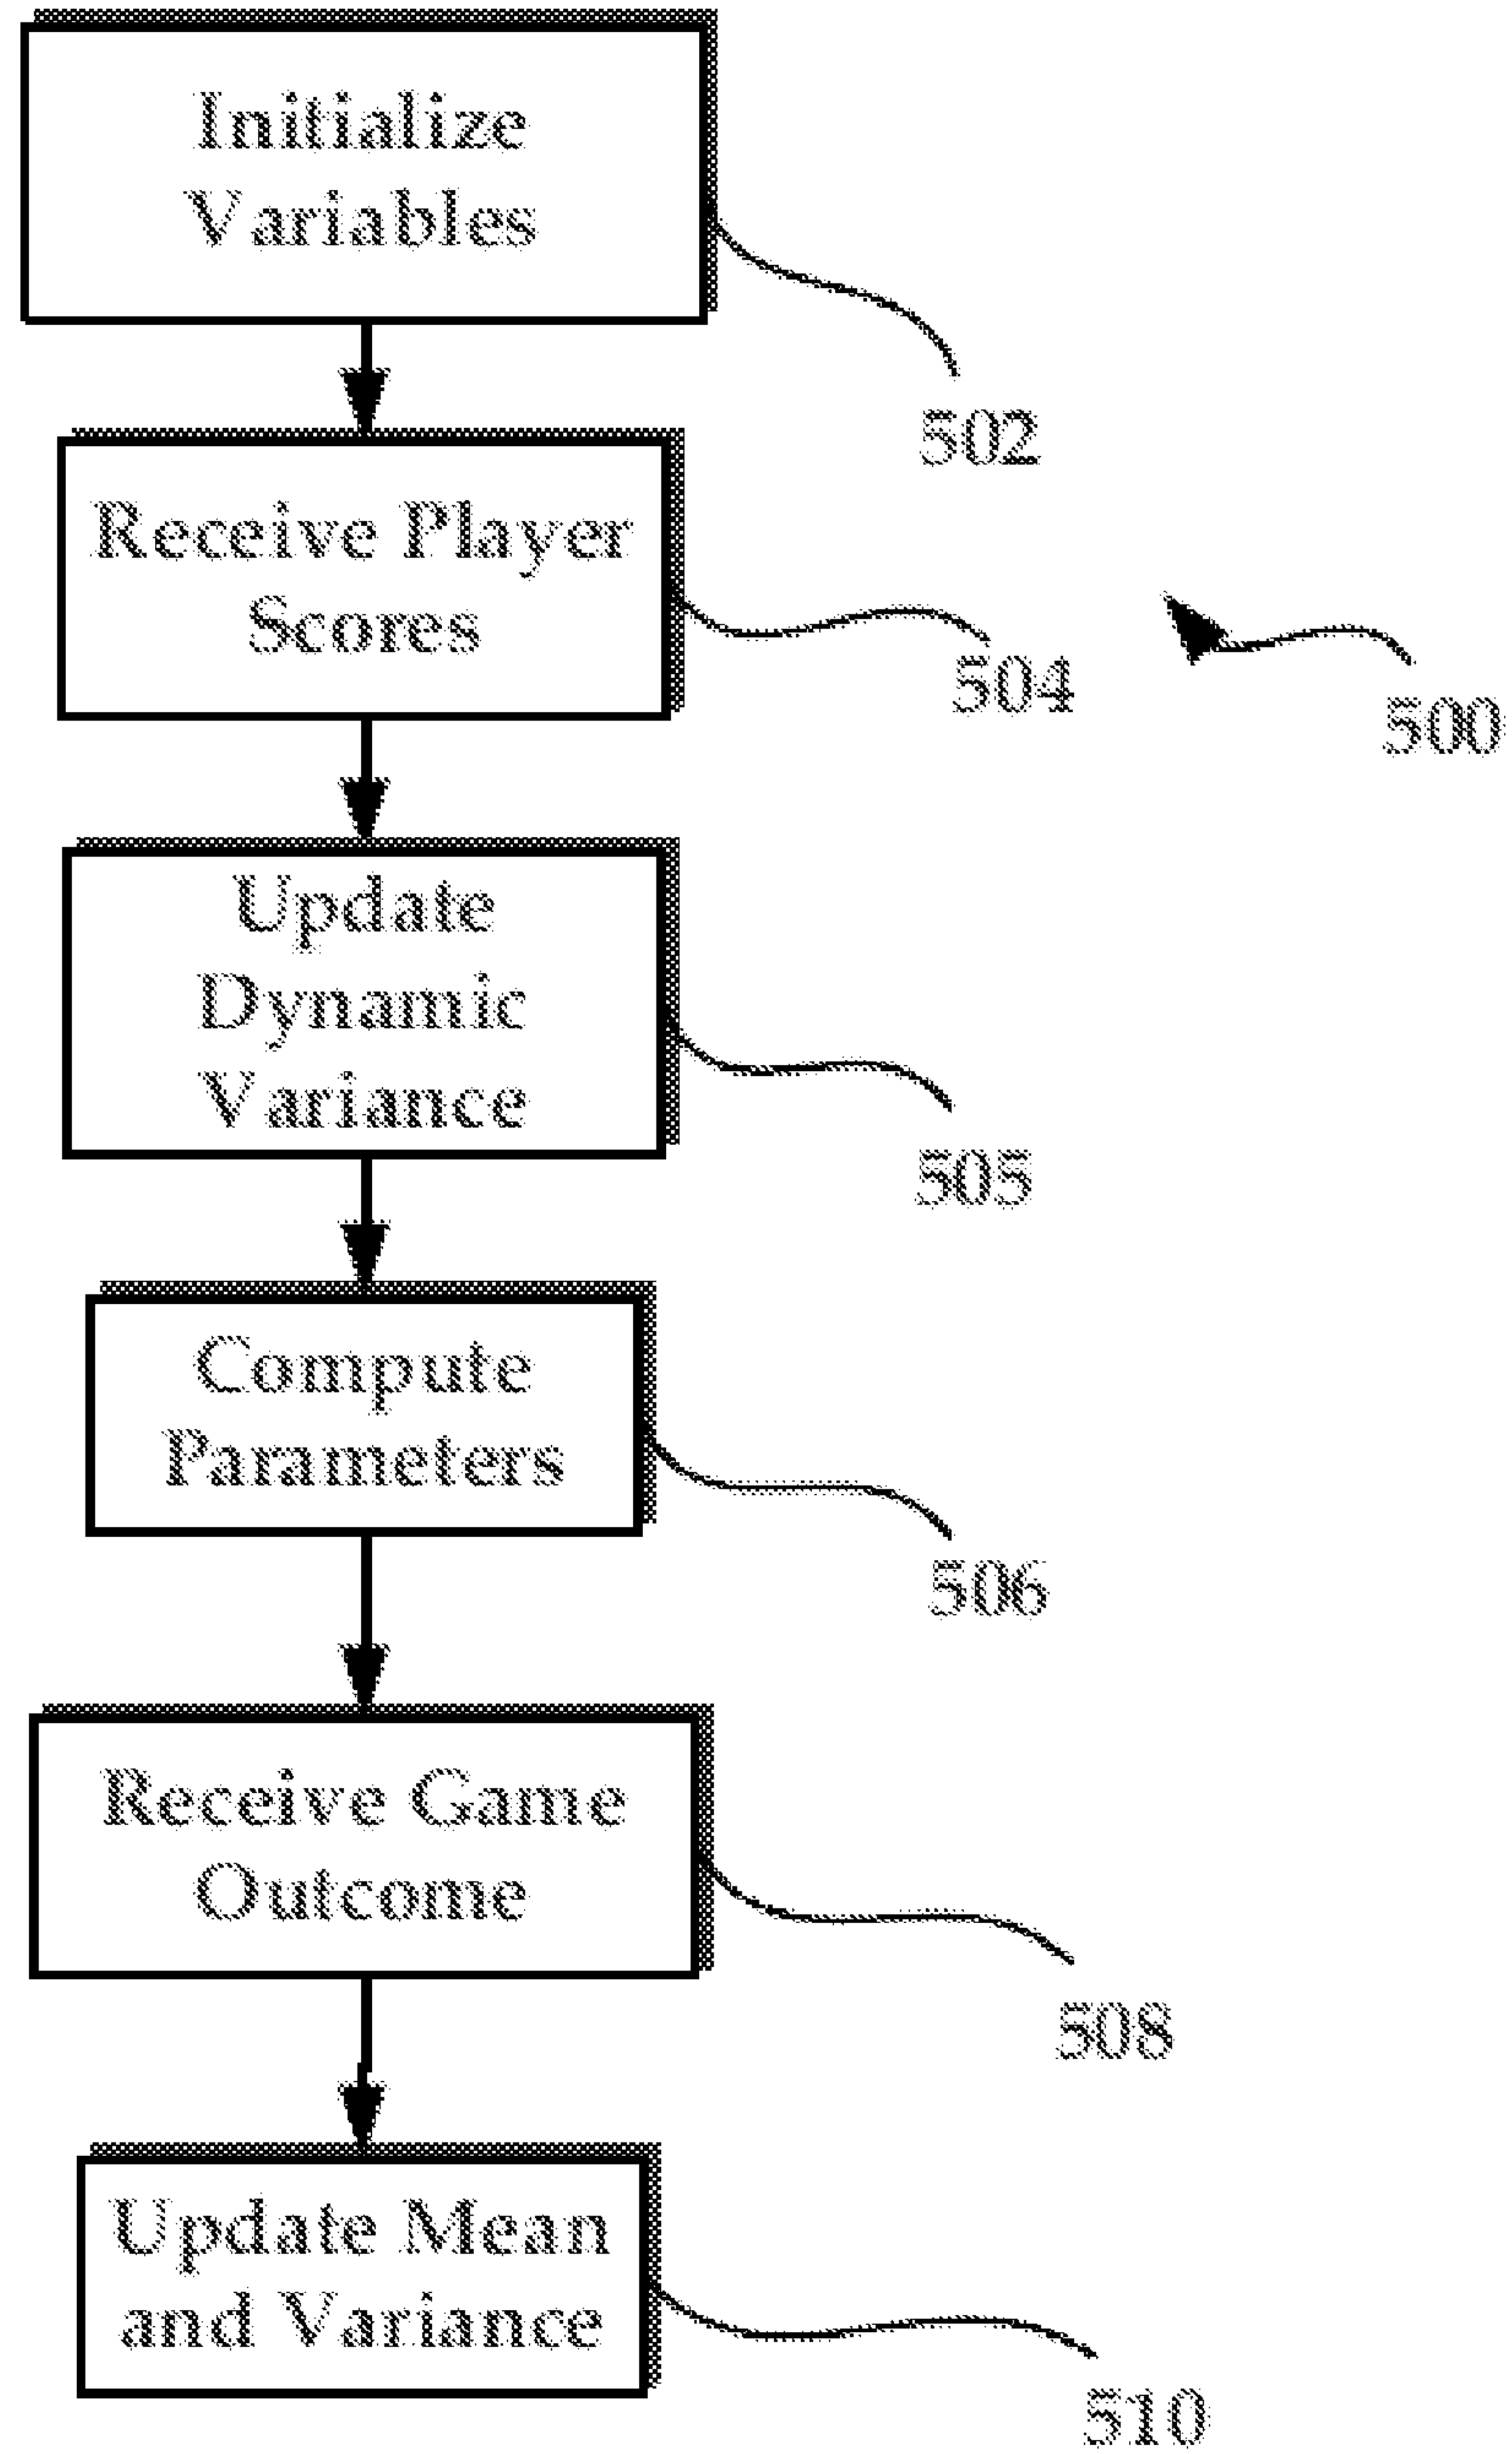 Initialize
Variables
502
Receive Player
Scores
504
500
Update
Dynamic
Variance
505
Compute
Parameters
506
Receive Game
Outcome
508
Update Mean
and Variance
510